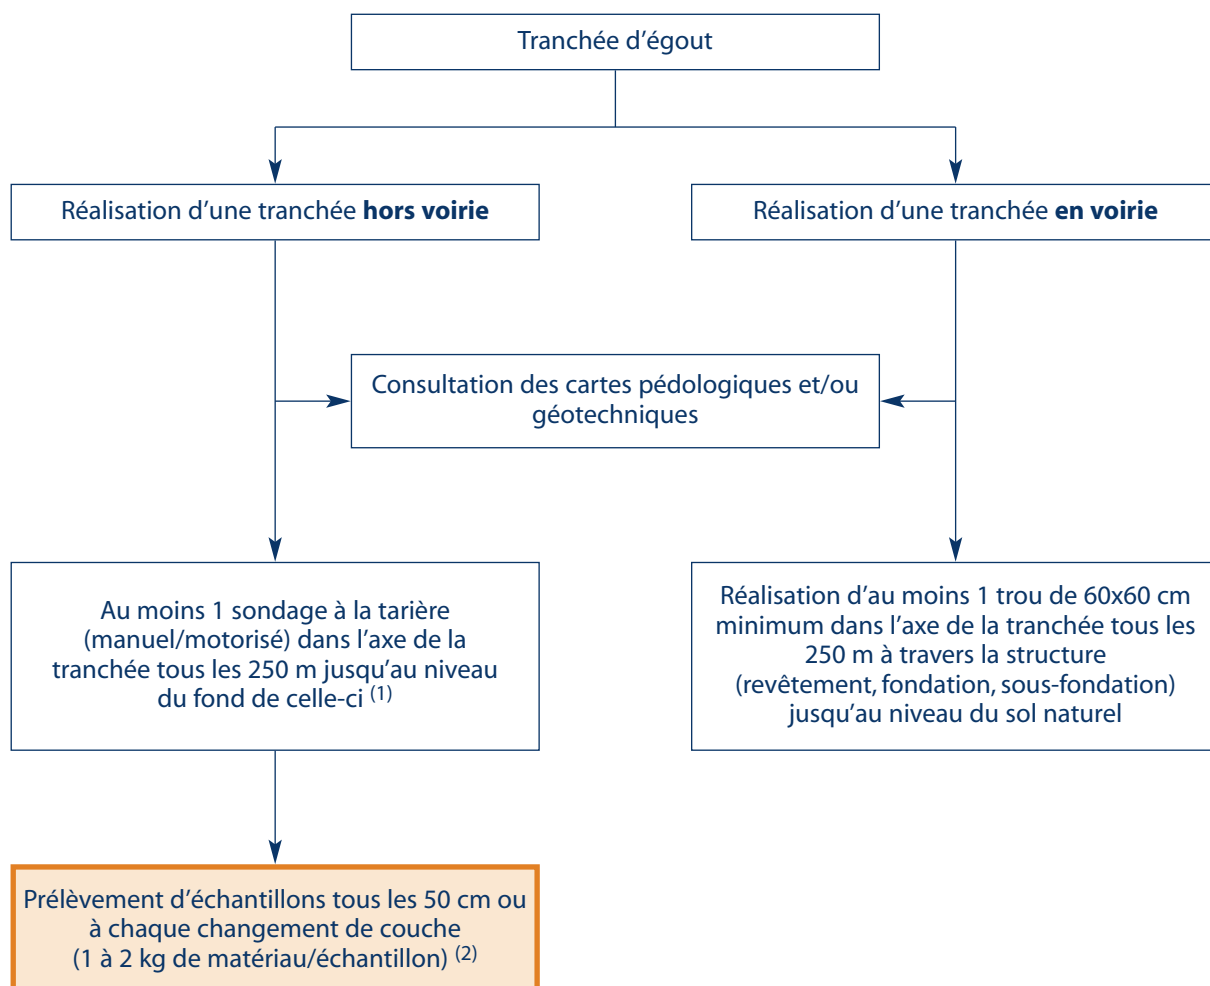 Tranchée d'égout
Réalisation d'une tranchée hors voirie
Réalisation d'une tranchée en voirie
Consultation des cartes pédologiques et/ou
géotechniques
Au moins 1 sondage à la tarière
(manuel/motorisé) dans l'axe de la
tranchée tous les 250 m jusqu'au niveau
du fond de celle-ci (1)
Réalisation d'au moins 1 trou de 60x60 cm
minimum dans l'axe de la tranchée tous les
250 m à travers la structure
(revêtement, fondation, sous-fondation)
jusqu'au niveau du sol naturel
Prélèvement d'échantillons tous les 50 cm ou
à chaque changement de couche
(1 à 2 kg de matériau/échantillon) (2)